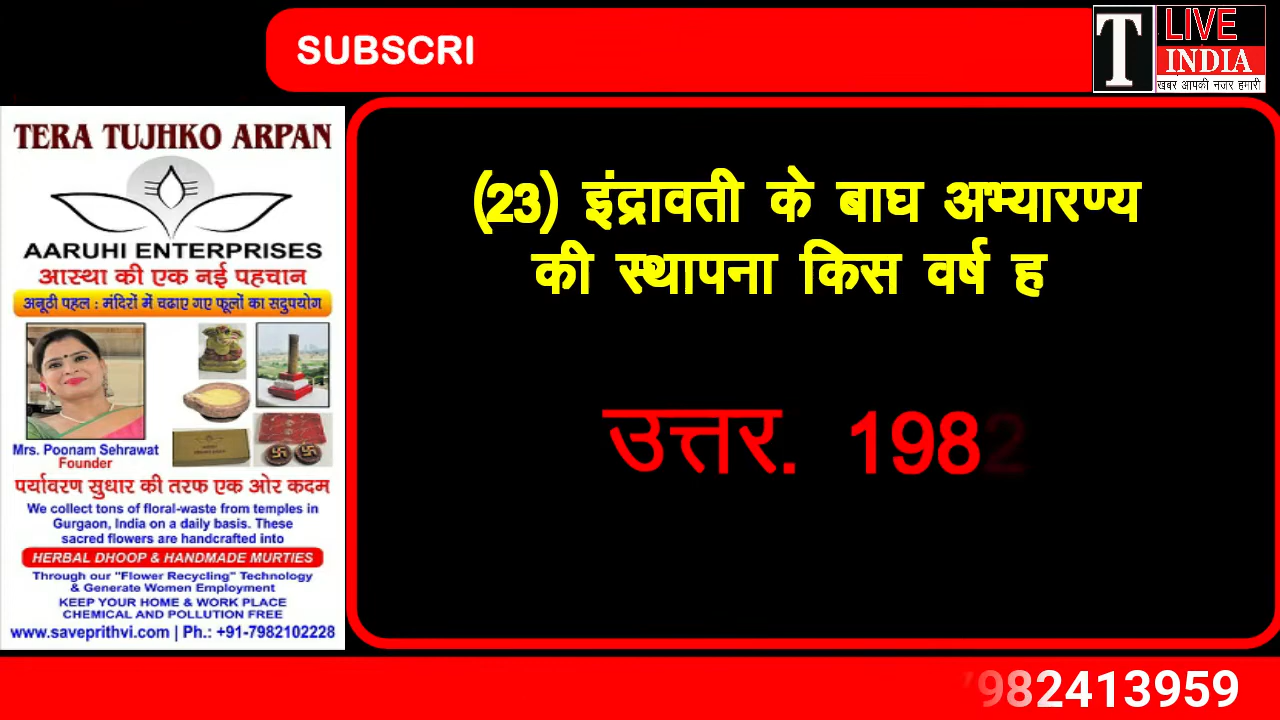 SUBSCRI
T LIVE
INDIA
खबर आपकी नजर हमारी
TERA TUJHKO ARPAN
AARUHI ENTERPRISES
आस्था की एक नई पहचान
अनूठी पहल : मंदिरों में चढाए गए फूलों का सदुपयोग
Mrs. Poonam Sehrawat
Founder
पर्यावरण सुधार की तरफ एक ओर कदम
We collect tons of floral-waste from temples in
Gurgaon, India on a daily basis. These
sacred flowers are handcrafted into
HERBAL DHOOP & HANDMADE MURTIES
Through our "Flower Recycling" Technology
& Generate Women Employment
KEEP YOUR HOME & WORK PLACE
CHEMICAL AND POLLUTION FREE
www.saveprithvi.com | Ph.: +91-7982102228
(23) इंद्रावती के बाघ अभ्यारण्य
की स्थापना किस वर्ष ह
उत्तर. 1982
7982413959